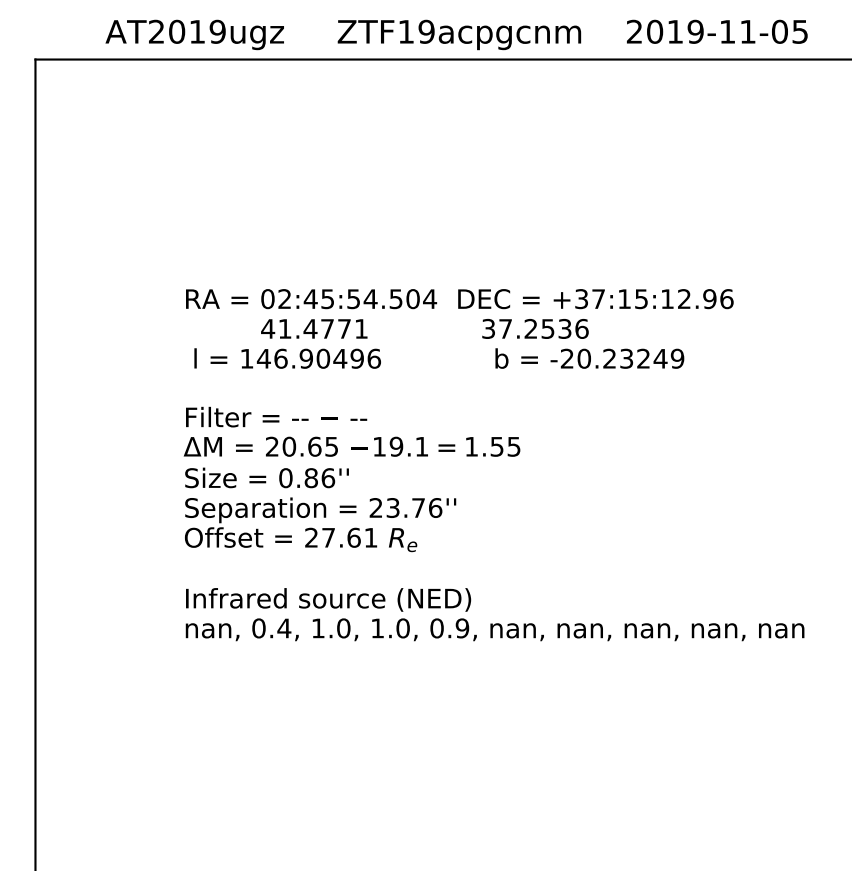 AT2019ugz ZTF19acpgcnm 2019-11-05
RA = 02:45:54.504 DEC = +37:15:12.96
41.4771 37.2536
l = 146.90496 b = -20.23249
Filter = -- − --
ΔM = 20.65 −19.1 = 1.55
Size = 0.86''
Separation = 23.76''
Offset = 27.61 Re
Infrared source (NED)
nan, 0.4, 1.0, 1.0, 0.9, nan, nan, nan, nan, nan